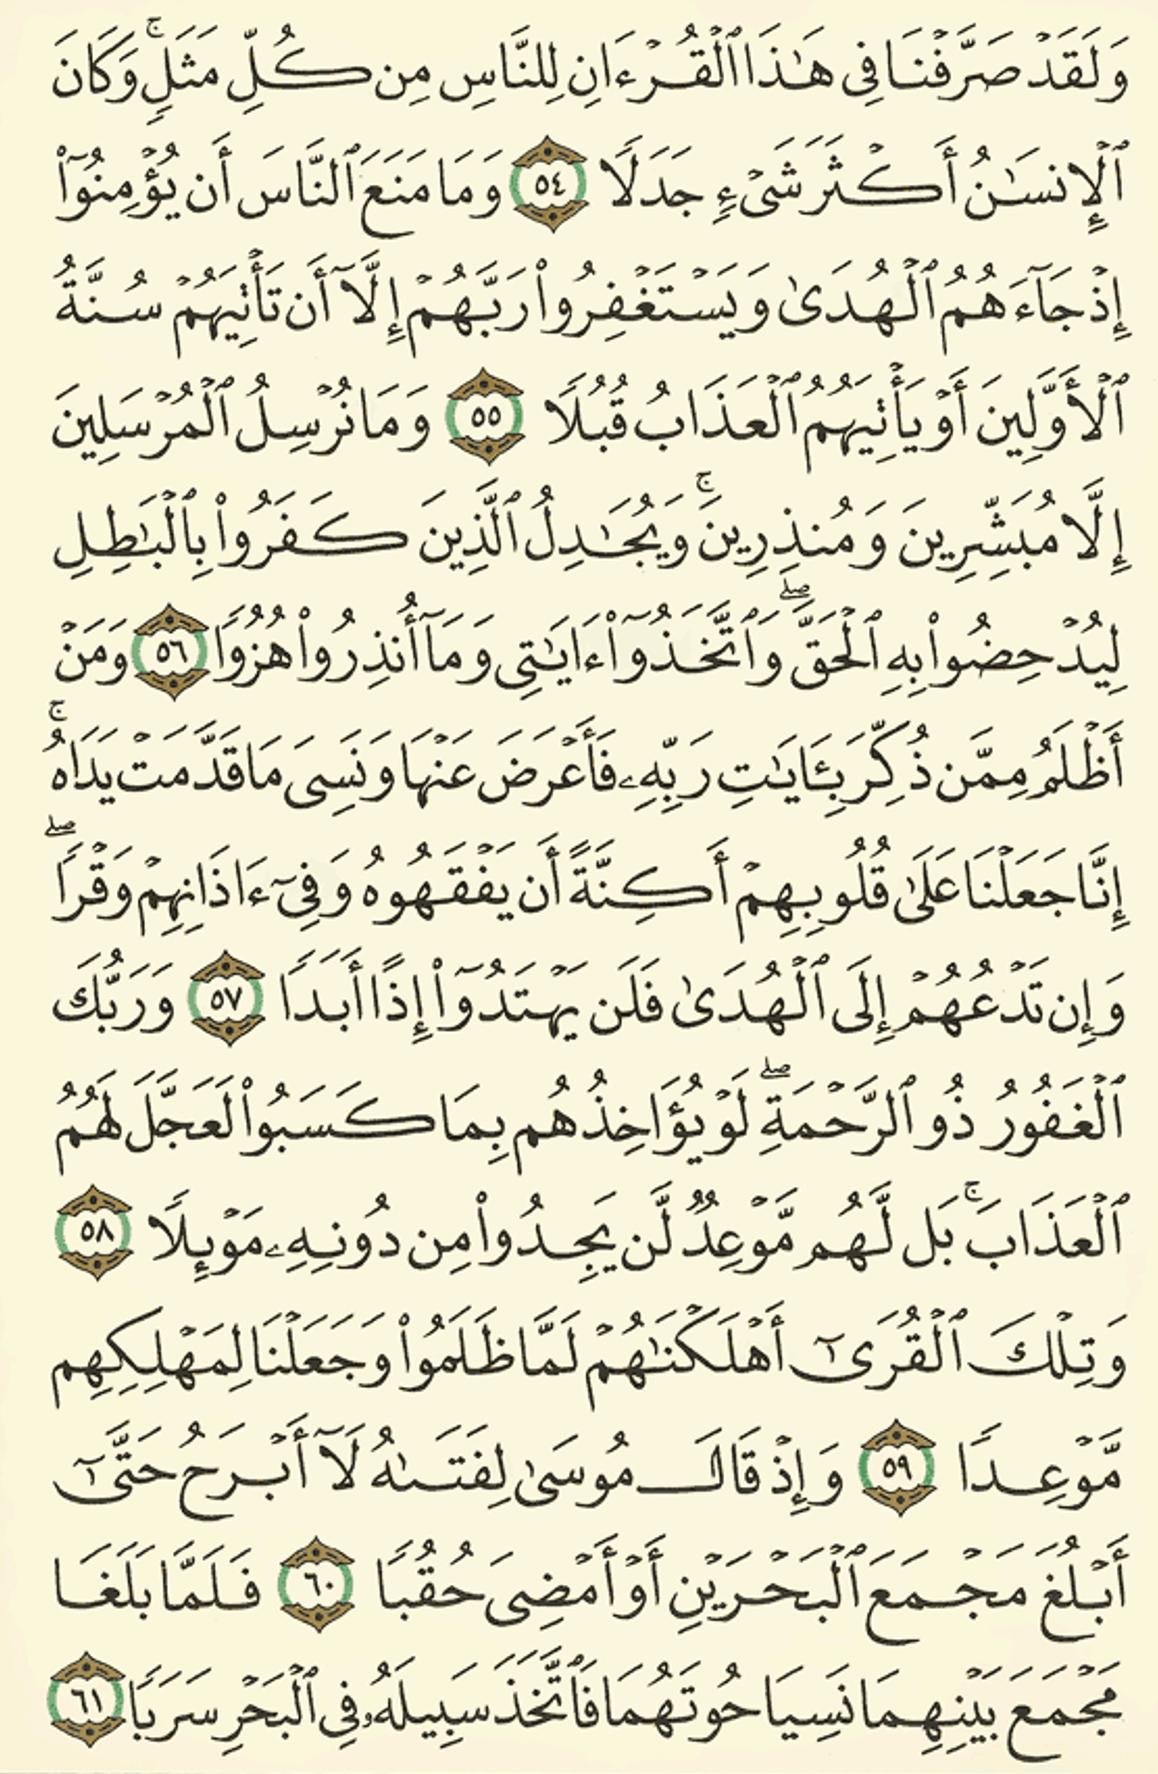 وَلَقَدْ صَرَّفْنَا فِى هَـٰذَا ٱلْقُرْءَانِ لِلنَّاسِ مِن كُلِّ مَثَلٍ ۚ وَكَانَ
ٱلْإِنسَـٰنُ أَكْثَرَ شَىْءٍ جَدَلًا ٥٤ وَمَا مَنَعَ ٱلنَّاسَ أَن يُؤْمِنُوٓا۟
إِذْ جَآءَهُمُ ٱلْهُدَىٰ وَيَسْتَغْفِرُوا۟ رَبَّهُمْ إِلَّآ أَن تَأْتِيَهُمْ سُنَّةُ
ٱلْأَوَّلِينَ أَوْ يَأْتِيَهُمُ ٱلْعَذَابُ قُبُلًا ٥٥ وَمَا نُرْسِلُ ٱلْمُرْسَلِينَ
إِلَّا مُبَشِّرِينَ وَمُنذِرِينَ ۚ وَيُجَـٰدِلُ ٱلَّذِينَ كَفَرُوا۟ بِٱلْبَـٰطِلِ
لِيُدْحِضُوا۟ بِهِ ٱلْحَقَّ ۖ وَٱتَّخَذُوٓا۟ ءَايَـٰتِى وَمَآ أُنذِرُوا۟ هُزُوًا ٥٦ وَمَنْ
أَظْلَمُ مِمَّن ذُكِّرَ بِـَٔايَـٰتِ رَبِّهِۦ فَأَعْرَضَ عَنْهَا وَنَسِىَ مَا قَدَّمَتْ يَدَاهُ ۚ
إِنَّا جَعَلْنَا عَلَىٰ قُلُوبِهِمْ أَكِنَّةً أَن يَفْقَهُوهُ وَفِىٓ ءَاذَانِهِمْ وَقْرًا ۖ
وَإِن تَدْعُهُمْ إِلَى ٱلْهُدَىٰ فَلَن يَهْتَدُوٓا۟ إِذًا أَبَدًا ٥٧ وَرَبُّكَ
ٱلْغَفُورُ ذُو ٱلرَّحْمَةِ ۖ لَوْ يُؤَاخِذُهُم بِمَا كَسَبُوا۟ لَعَجَّلَ لَهُمُ
ٱلْعَذَابَ ۚ بَل لَّهُم مَّوْعِدٌ لَّن يَجِدُوا۟ مِن دُونِهِۦ مَوْئِلًا ٥٨
وَتِلْكَ ٱلْقُرَىٰٓ أَهْلَكْنَـٰهُمْ لَمَّا ظَلَمُوا۟ وَجَعَلْنَا لِمَهْلِكِهِم
مَّوْعِدًا ٥٩ وَإِذْ قَالَ مُوسَىٰ لِفَتَىٰهُ لَآ أَبْرَحُ حَتَّىٰٓ
أَبْلُغَ مَجْمَعَ ٱلْبَحْرَيْنِ أَوْ أَمْضِىَ حُقُبًا ٦٠ فَلَمَّا بَلَغَا
مَجْمَعَ بَيْنِهِمَا نَسِيَا حُوتَهُمَا فَٱتَّخَذَ سَبِيلَهُۥ فِى ٱلْبَحْرِ سَرَبًا ٦١